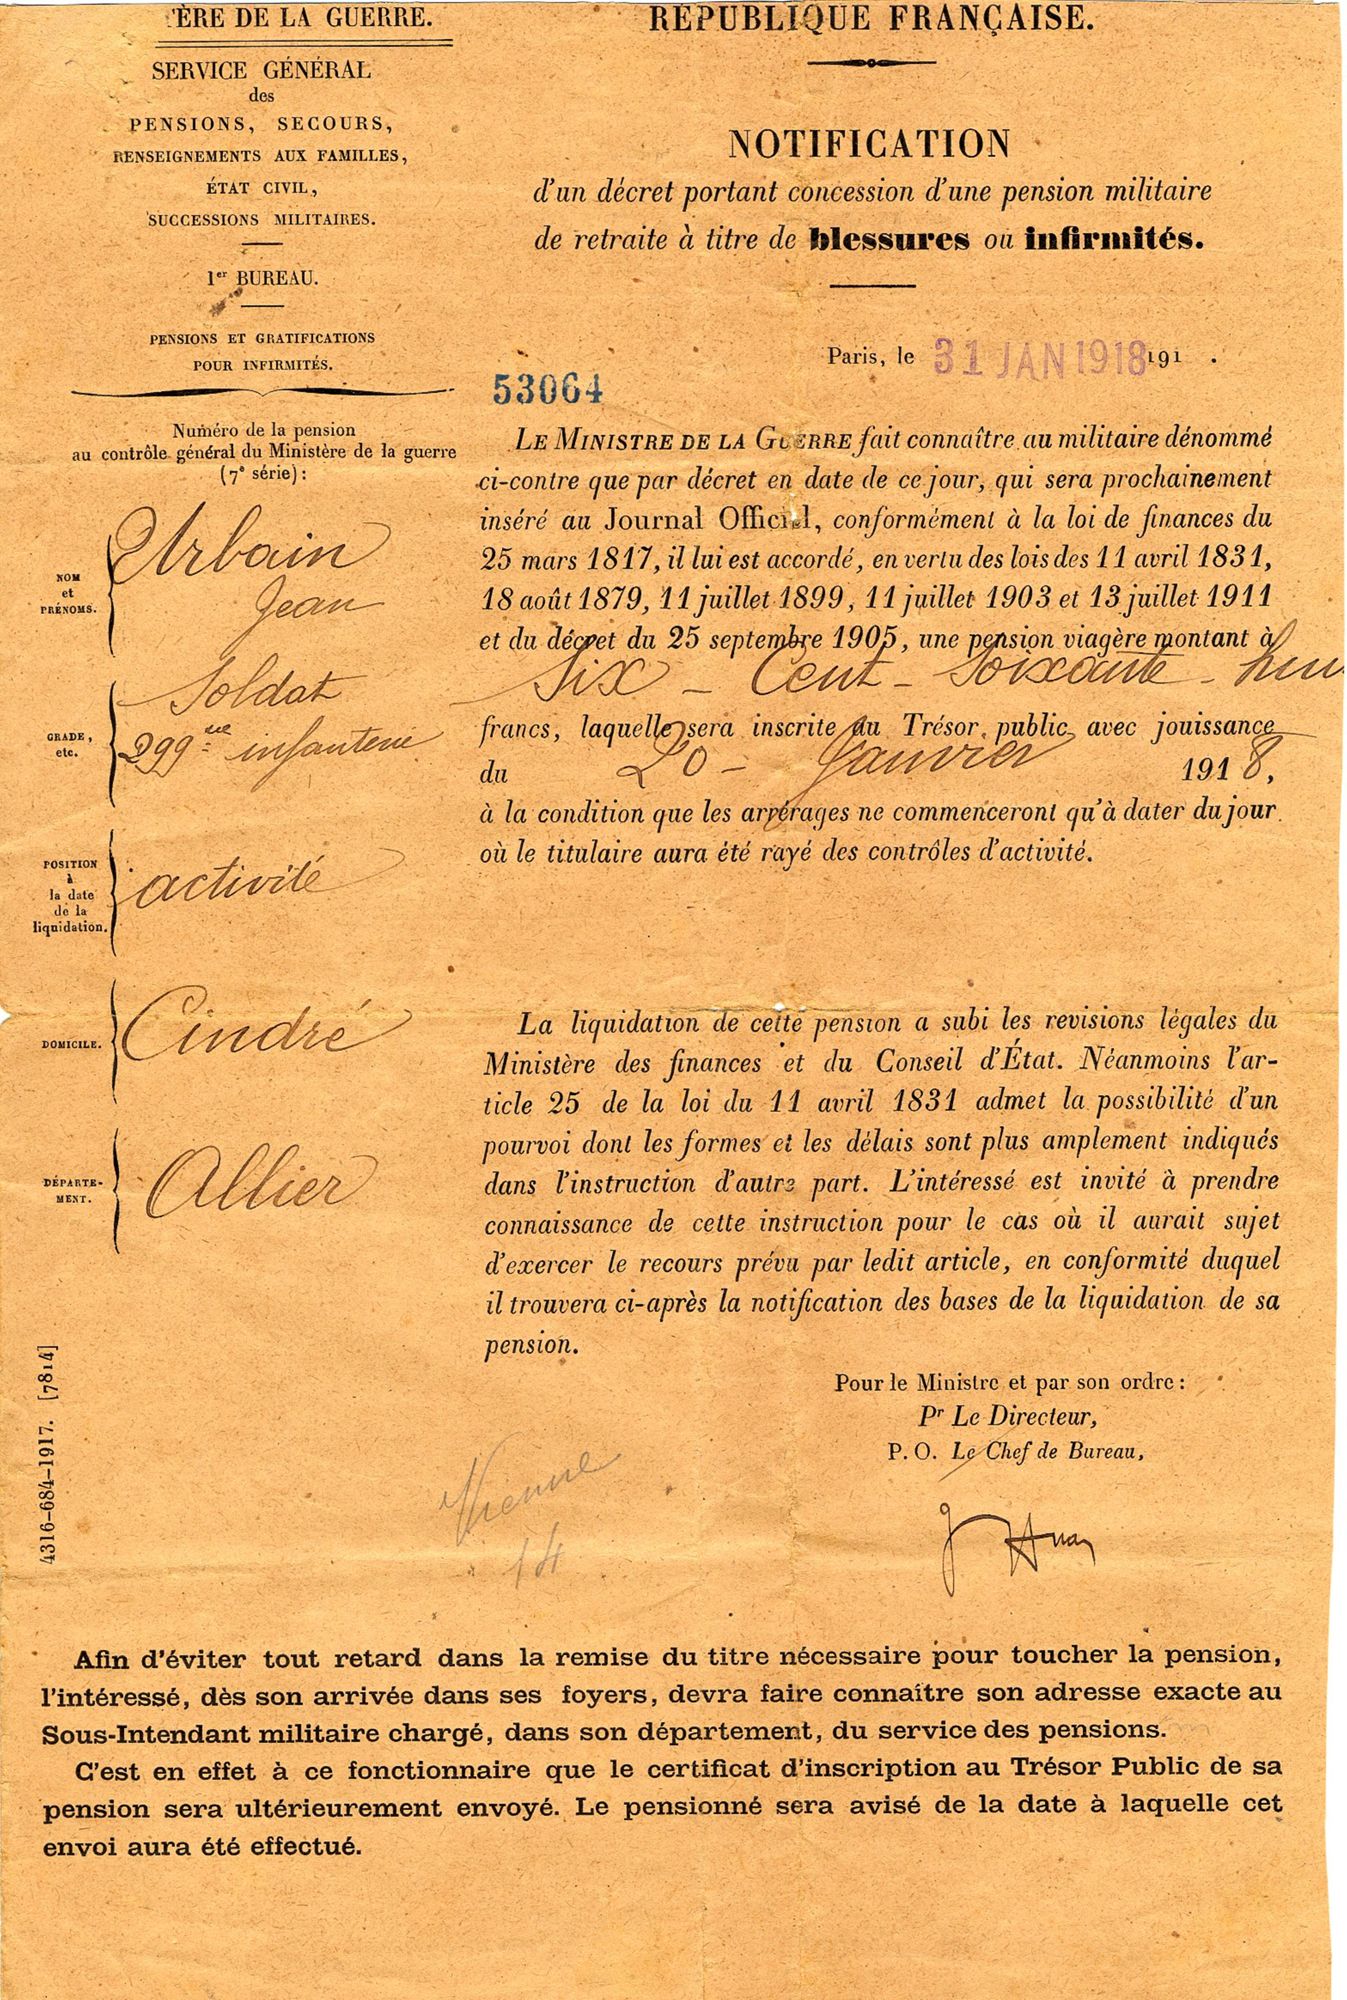 ÈRE DE LA GUERRE.
SERVICE GÉNÉRAL
des
PENSIONS, SECOURS,
RENSEIGNEMENTS AUX FAMILLES,
ÉTAT CIVIL,
SUCCESSIONS MILITAIRES.
1er BUREAU.
PENSIONS ET GRATIFICATIONS
POUR INFIRMITÉS.
Numéro de la pension
au contrôle général du Ministère de la guerre
(7e série):
NOM
et
PRÉNOMS.
Urbain
Jean
GRADE,
etc.
Soldat
299me infanterie
POSITION
à
la date
de la
liquidation.
activité
DOMICILE.
Cindré
DÉPARTE-
MENT.
Allier
4316-684-1917. [7814]
RÉPUBLIQUE FRANÇAISE.
NOTIFICATION
d'un décret portant concession d'une pension militaire
de retraite à titre de blessures ou infirmités.
Paris, le 31 JAN 1918 191 .
53064
LE MINISTRE DE LA GUERRE fait connaître au militaire dénommé
ci-contre que par décret en date de ce jour, qui sera prochainement
inséré au Journal Officiel, conformément à la loi de finances du
25 mars 1817, il lui est accordé, en vertu des lois des 11 avril 1831,
18 août 1879, 11 juillet 1899, 11 juillet 1903 et 13 juillet 1911
et du décret du 25 septembre 1905, une pension viagère montant à
Six - Cent - Soixante -
francs, laquelle sera inscrite au Trésor public avec jouissance
du 20 - Janvier 1918,
à la condition que les arrérages ne commenceront qu'à dater du jour
où le titulaire aura été rayé des contrôles d'activité.
La liquidation de cette pension a subi les revisions légales du
Ministère des finances et du Conseil d'État. Néanmoins l'ar-
ticle 25 de la loi du 11 avril 1831 admet la possibilité d'un
pourvoi dont les formes et les délais sont plus amplement indiqués
dans l'instruction d'autre part. L'intéressé est invité à prendre
connaissance de cette instruction pour le cas où il aurait sujet
d'exercer le recours prévu par ledit article, en conformité duquel
il trouvera ci-après la notification des bases de la liquidation de sa
pension.
Pour le Ministre et par son ordre:
Pr Le Directeur,
P. O. Le Chef de Bureau,
Vienne
14
Afin d'éviter tout retard dans la remise du titre nécessaire pour toucher la pension,
l'intéressé, dès son arrivée dans ses foyers, devra faire connaître son adresse exacte au
Sous-Intendant militaire chargé, dans son département, du service des pensions.
C'est en effet à ce fonctionnaire que le certificat d'inscription au Trésor Public de sa
pension sera ultérieurement envoyé. Le pensionné sera avisé de la date à laquelle cet
envoi aura été effectué.